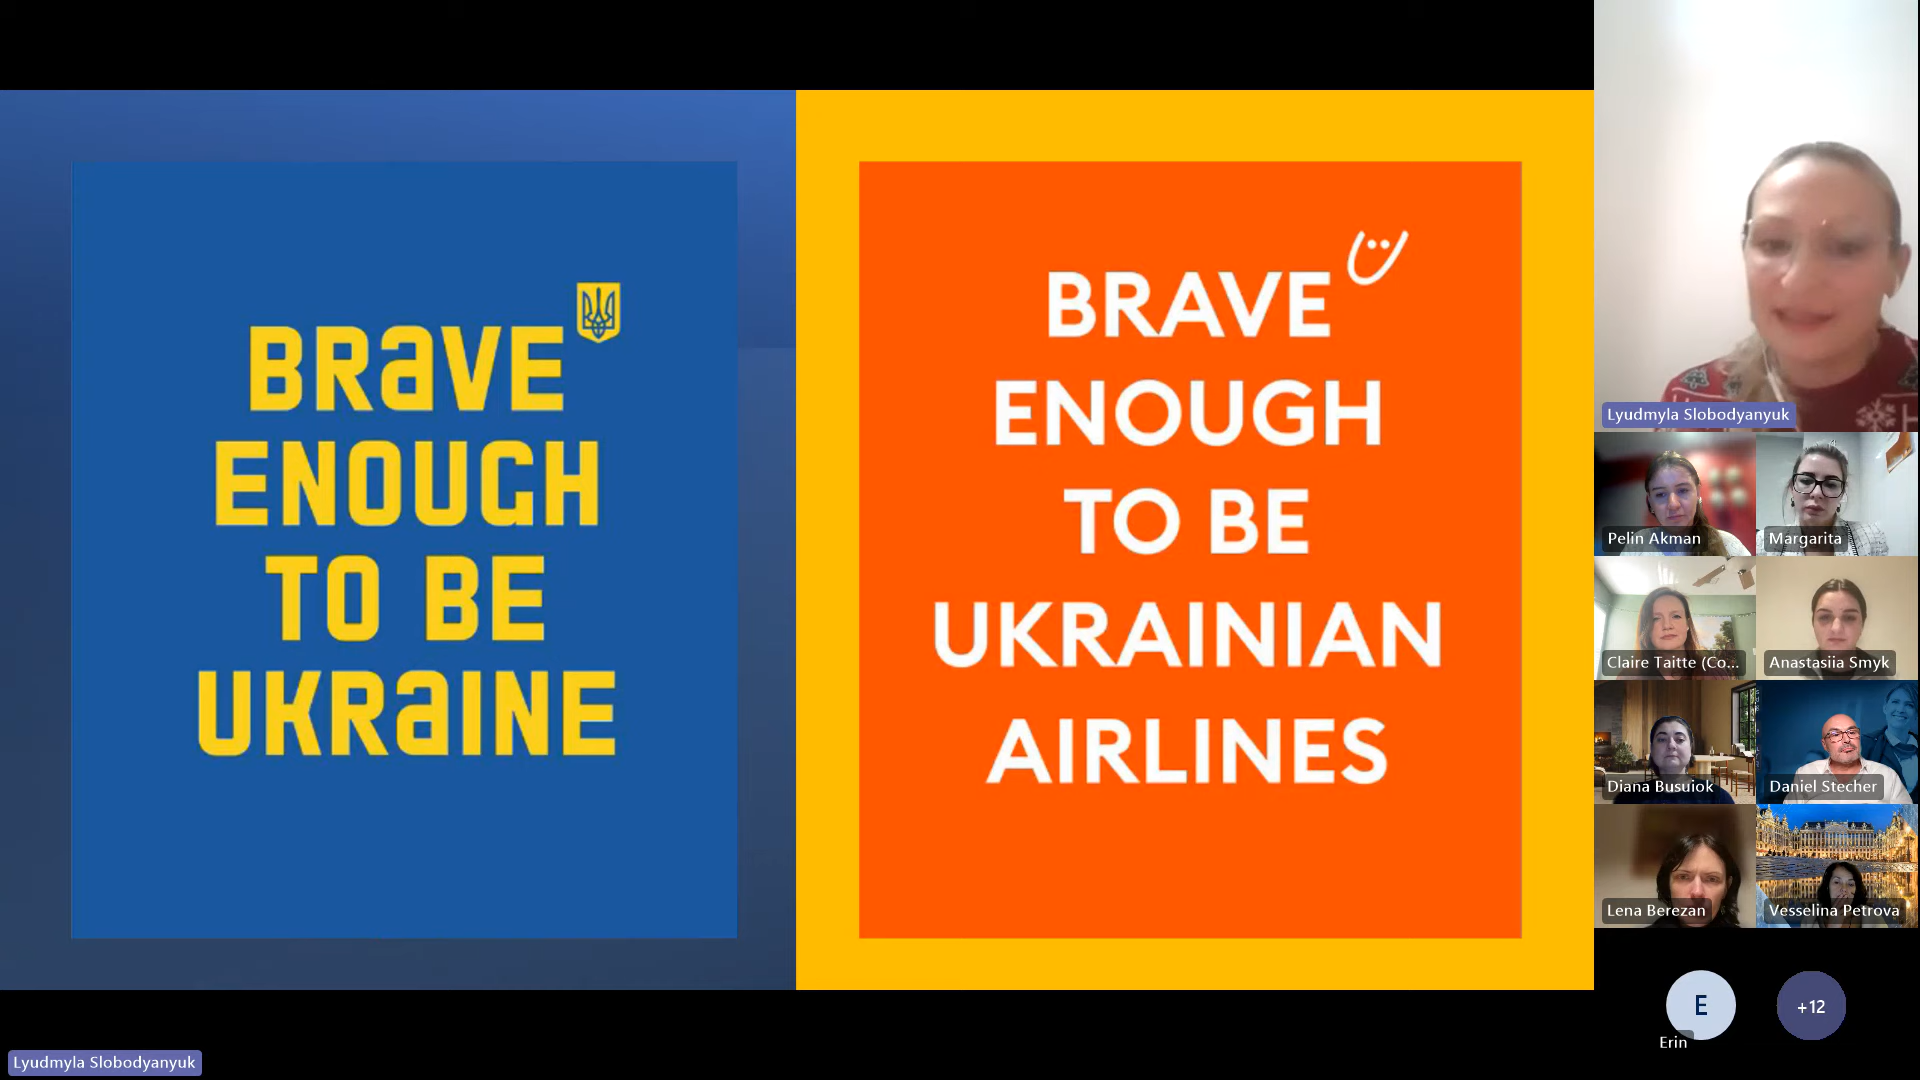 BRAVE
ENOUGH
TO BE
UKRAINE
BRAVE
ENOUGH
TO BE
UKRAINIAN
AIRLINES
Lyudmyla Slobodyanyuk
Pelin Akman
Margarita
Claire Taitte (Co...
Anastasiia Smyk
Diana Busuiok
Daniel Stecher
Lena Berezan
Vesselina Petrova
E
Erin
+12
Lyudmyla Slobodyanyuk